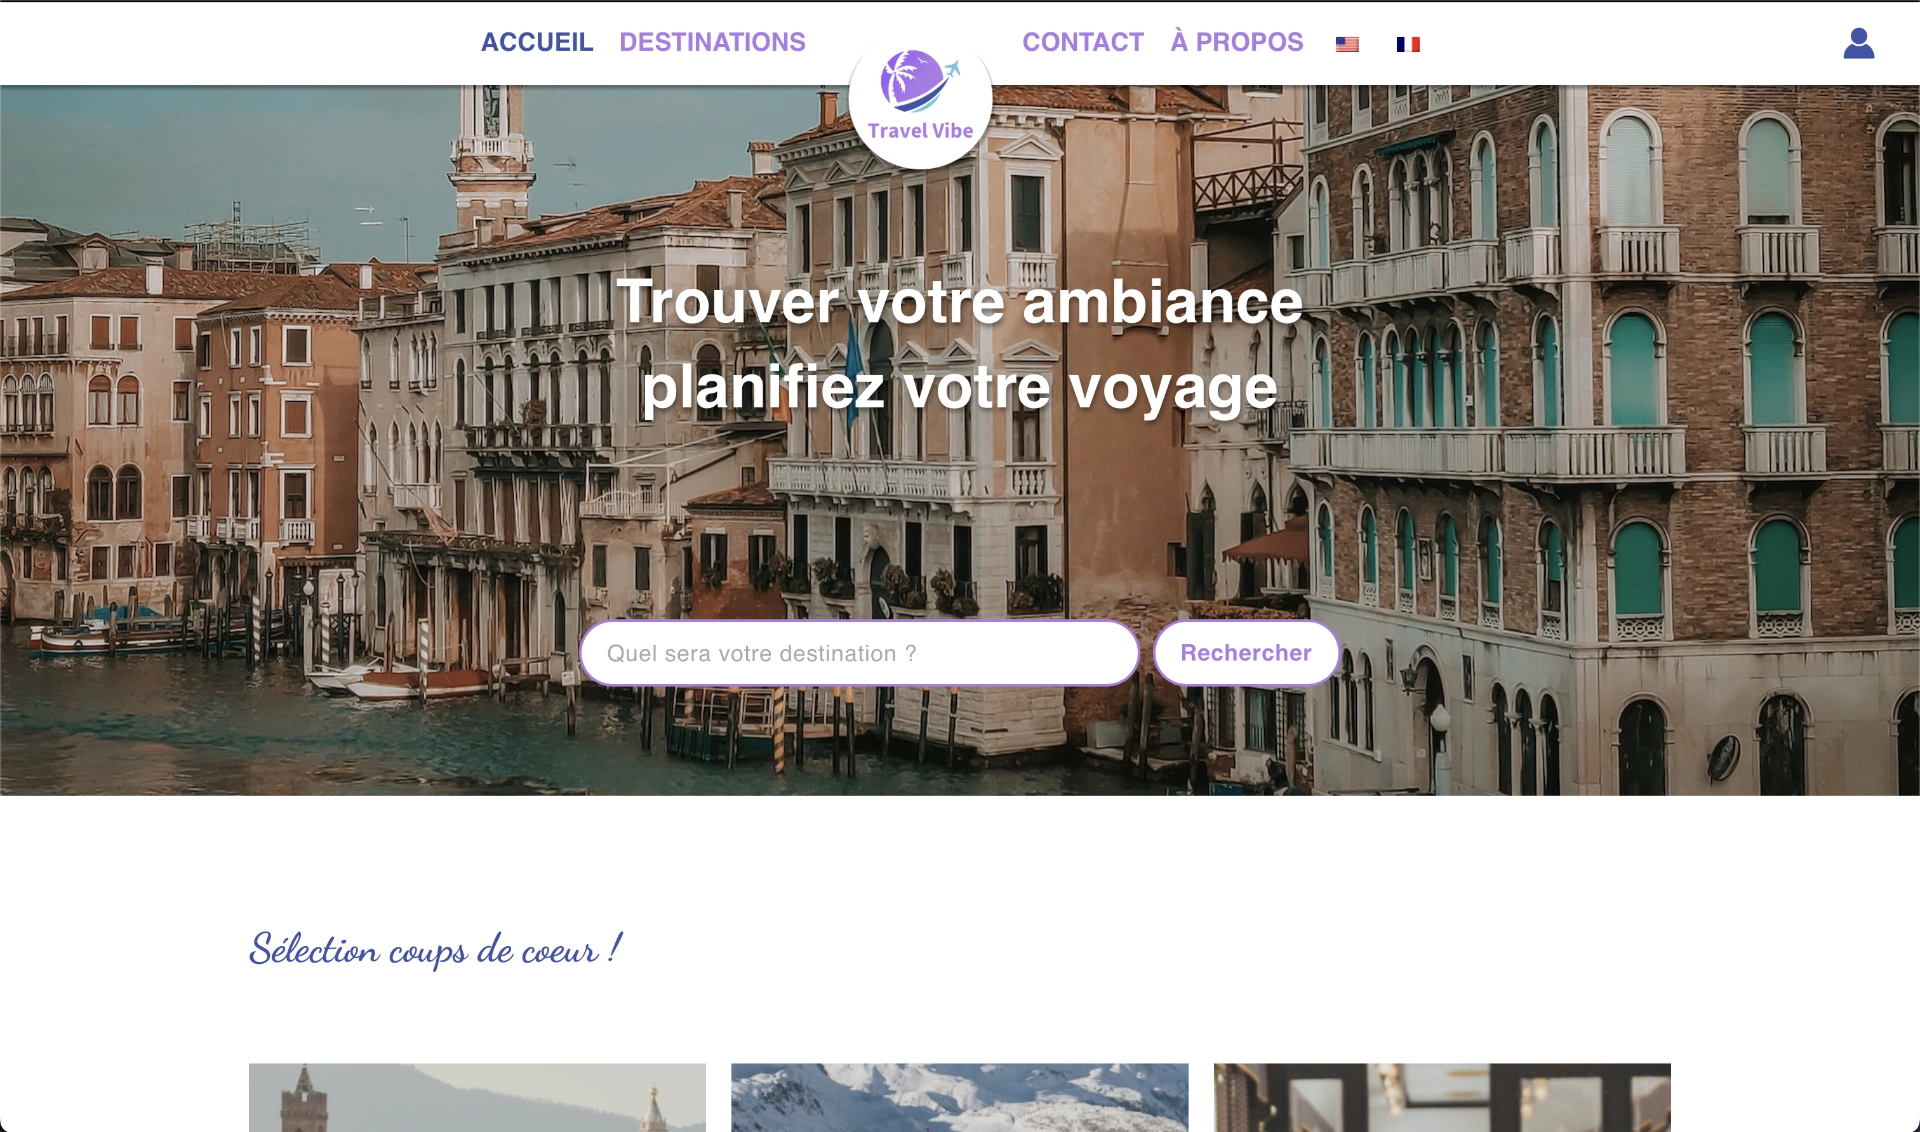 ACCUEIL DESTINATIONS CONTACT À PROPOS
Travel Vibe
Trouver votre ambiance
planifiez votre voyage
Quel sera votre destination ?
Rechercher
Sélection coups de coeur !